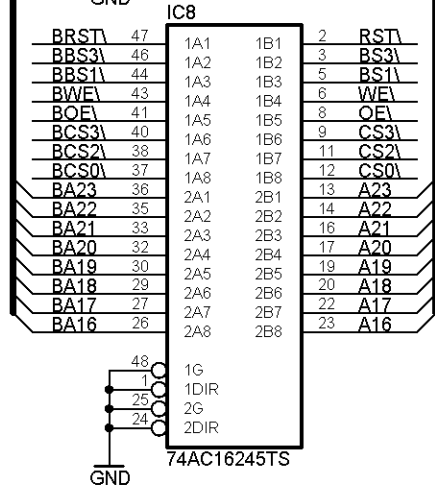 GND
IC8
BRST\ 47 1A1 1B1 2 RST\
BBS3\ 46 1A2 1B2 3 BS3\
BBS1\ 44 1A3 1B3 5 BS1\
BWE\ 43 1A4 1B4 6 WE\
BOE\ 41 1A5 1B5 8 OE\
BCS3\ 40 1A6 1B6 9 CS3\
BCS2\ 38 1A7 1B7 11 CS2\
BCS0\ 37 1A8 1B8 12 CS0\
BA23 36 2A1 2B1 13 A23
BA22 35 2A2 2B2 14 A22
BA21 33 2A3 2B3 16 A21
BA20 32 2A4 2B4 17 A20
BA19 30 2A5 2B5 19 A19
BA18 29 2A6 2B6 20 A18
BA17 27 2A7 2B7 22 A17
BA16 26 2A8 2B8 23 A16
48 1G
1 1DIR
25 2G
24 2DIR
74AC16245TS
GND